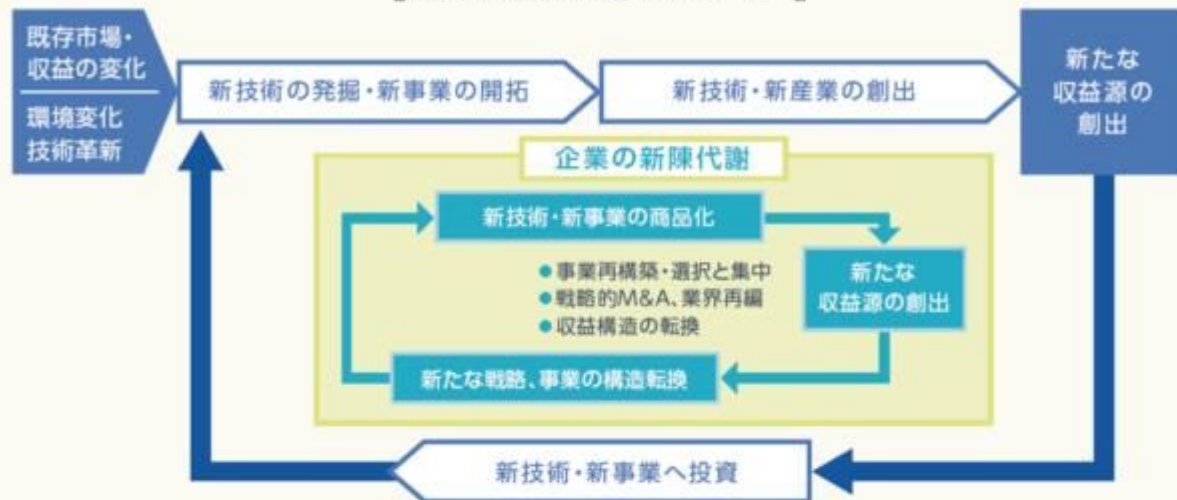 既存市場・
収益の変化
環境変化
技術革新
新技術の発掘・新事業の開拓
新技術・新産業の創出
新たな
収益源の
創出
企業の新陳代謝
新技術・新事業の商品化
●事業再構築・選択と集中
●戦略的M&A、業界再編
●収益構造の転換
新たな
収益源の創出
新たな戦略、事業の構造転換
新技術・新事業へ投資